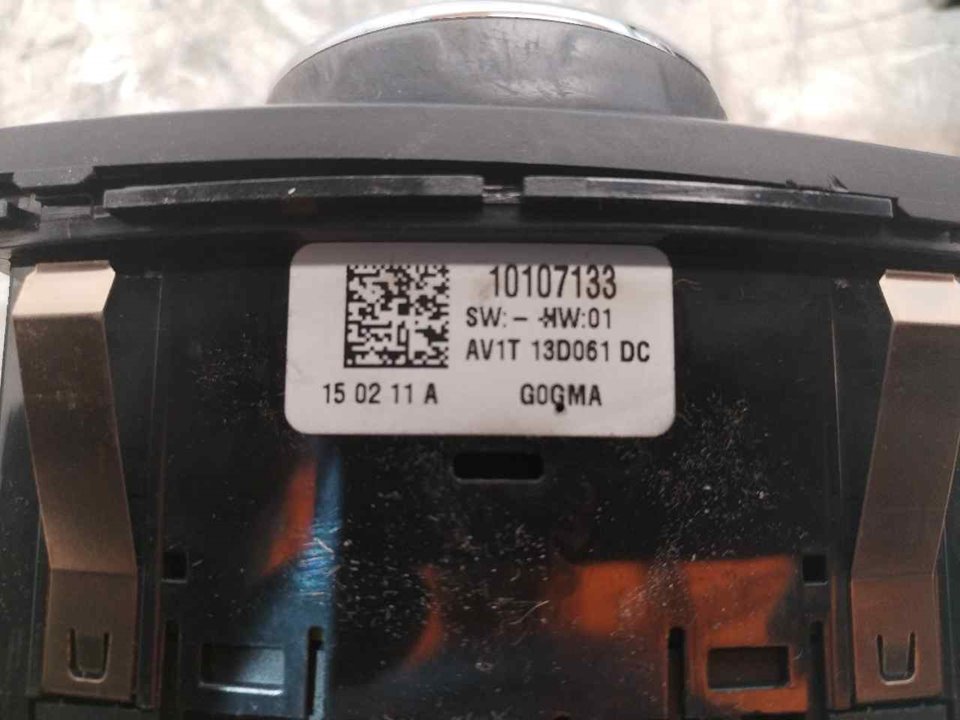 10107133
SW:- HW:01
AV1T 13D061 DC
15 02 11 A G0GMA